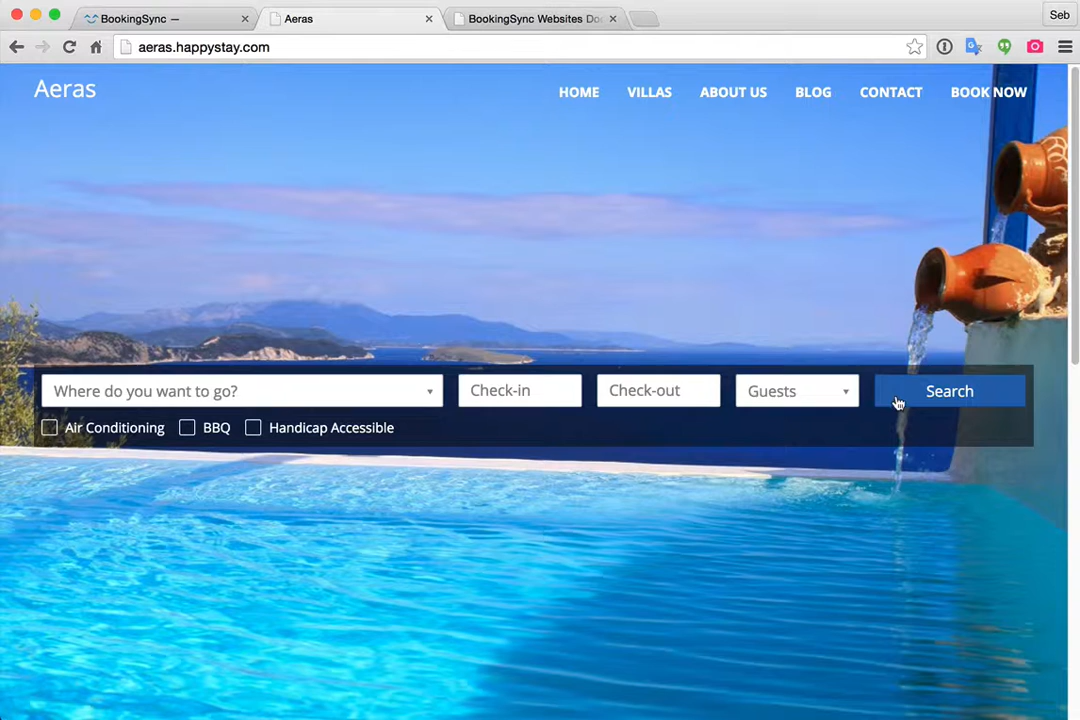 BookingSync —
Aeras
BookingSync Websites Do
Seb
aeras.happystay.com
Aeras
HOME VILLAS ABOUT US BLOG CONTACT BOOK NOW
Where do you want to go? Check-in Check-out Guests Search
Air Conditioning BBQ Handicap Accessible